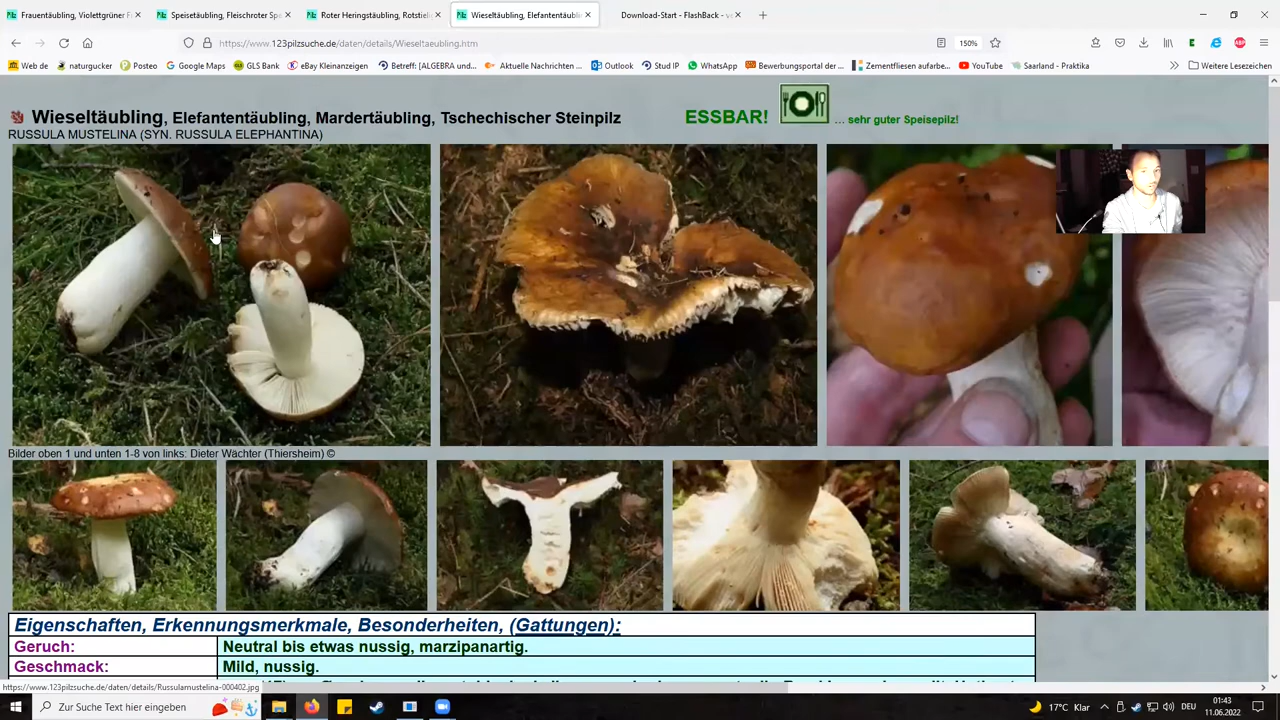 Frauentäubling, Violettgrüner F
Speisetäubling, Fleischroter Spe
Roter Heringstäubling, Rotstielie
Wieseltäubling, Elefantentäublin
Download-Start - FlashBack - ve
https://www.123pilzsuche.de/daten/details/Wieseltaeubling.htm
150%
Web de
naturgucker
Posteo
Google Maps
GLS Bank
eBay Kleinanzeigen
Betreff: [ALGEBRA und...
Aktuelle Nachrichten ...
Outlook
Stud IP
WhatsApp
Bewerbungsportal der ...
Zementfliesen aufarbe...
YouTube
Saarland - Praktika
Weitere Lesezeichen
Wieseltäubling, Elefantentäubling, Mardertäubling, Tschechischer Steinpilz
ESSBAR!
... sehr guter Speisepilz!
RUSSULA MUSTELINA (SYN. RUSSULA ELEPHANTINA)
Bilder oben 1 und unten 1-8 von links: Dieter Wächter (Thiersheim) ©
Eigenschaften, Erkennungsmerkmale, Besonderheiten, (Gattungen):
Geruch:
Neutral bis etwas nussig, marzipanartig.
Geschmack:
Mild, nussig.
https://www.123pilzsuche.de/daten/details/Russulamustelina-000402.jpg
Zur Suche Text hier eingeben
17°C Klar
DEU
01:43
11.06.2022